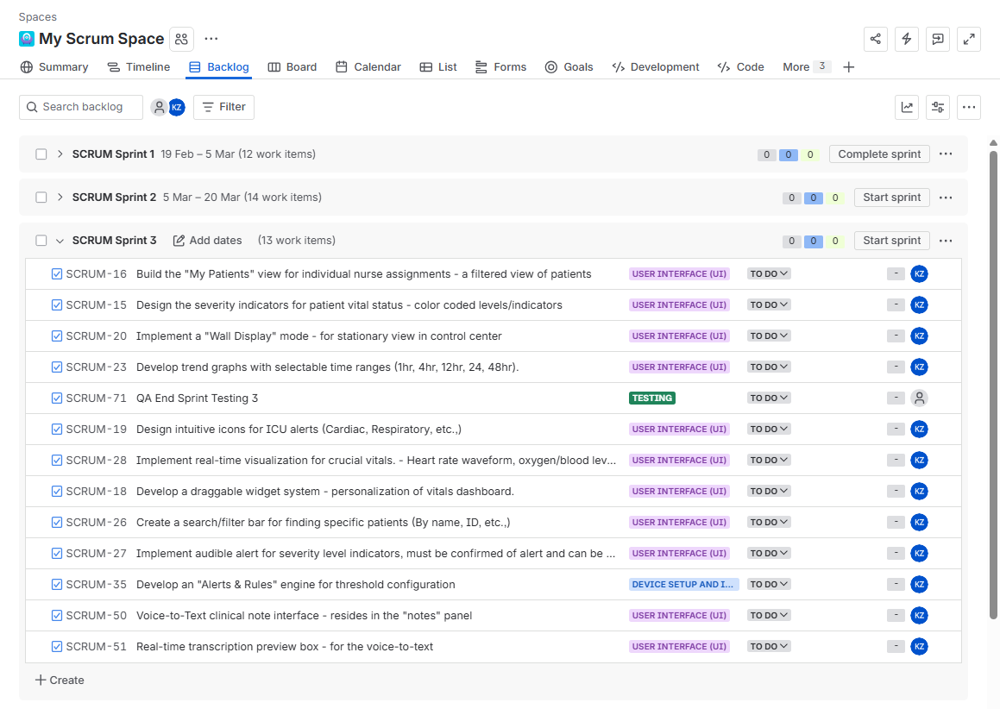 Spaces
My Scrum Space
Summary Timeline Backlog Board Calendar List Forms Goals Development Code More 3
Search backlog KZ Filter
SCRUM Sprint 1 19 Feb – 5 Mar (12 work items) 0 0 0 Complete sprint
SCRUM Sprint 2 5 Mar – 20 Mar (14 work items) 0 0 0 Start sprint
SCRUM Sprint 3 Add dates (13 work items) 0 0 0 Start sprint
SCRUM-16 Build the "My Patients" view for individual nurse assignments - a filtered view of patients USER INTERFACE (UI) TO DO - KZ
SCRUM-15 Design the severity indicators for patient vital status - color coded levels/indicators USER INTERFACE (UI) TO DO - KZ
SCRUM-20 Implement a "Wall Display" mode - for stationary view in control center USER INTERFACE (UI) TO DO - KZ
SCRUM-23 Develop trend graphs with selectable time ranges (1hr, 4hr, 12hr, 24, 48hr). USER INTERFACE (UI) TO DO - KZ
SCRUM-71 QA End Sprint Testing 3 TESTING TO DO -
SCRUM-19 Design intuitive icons for ICU alerts (Cardiac, Respiratory, etc.,) USER INTERFACE (UI) TO DO - KZ
SCRUM-28 Implement real-time visualization for crucial vitals. - Heart rate waveform, oxygen/blood lev... USER INTERFACE (UI) TO DO - KZ
SCRUM-18 Develop a draggable widget system - personalization of vitals dashboard. USER INTERFACE (UI) TO DO - KZ
SCRUM-26 Create a search/filter bar for finding specific patients (By name, ID, etc.,) USER INTERFACE (UI) TO DO - KZ
SCRUM-27 Implement audible alert for severity level indicators, must be confirmed of alert and can be ... USER INTERFACE (UI) TO DO - KZ
SCRUM-35 Develop an "Alerts & Rules" engine for threshold configuration DEVICE SETUP AND I... TO DO - KZ
SCRUM-50 Voice-to-Text clinical note interface - resides in the "notes" panel USER INTERFACE (UI) TO DO - KZ
SCRUM-51 Real-time transcription preview box - for the voice-to-text USER INTERFACE (UI) TO DO - KZ
Create